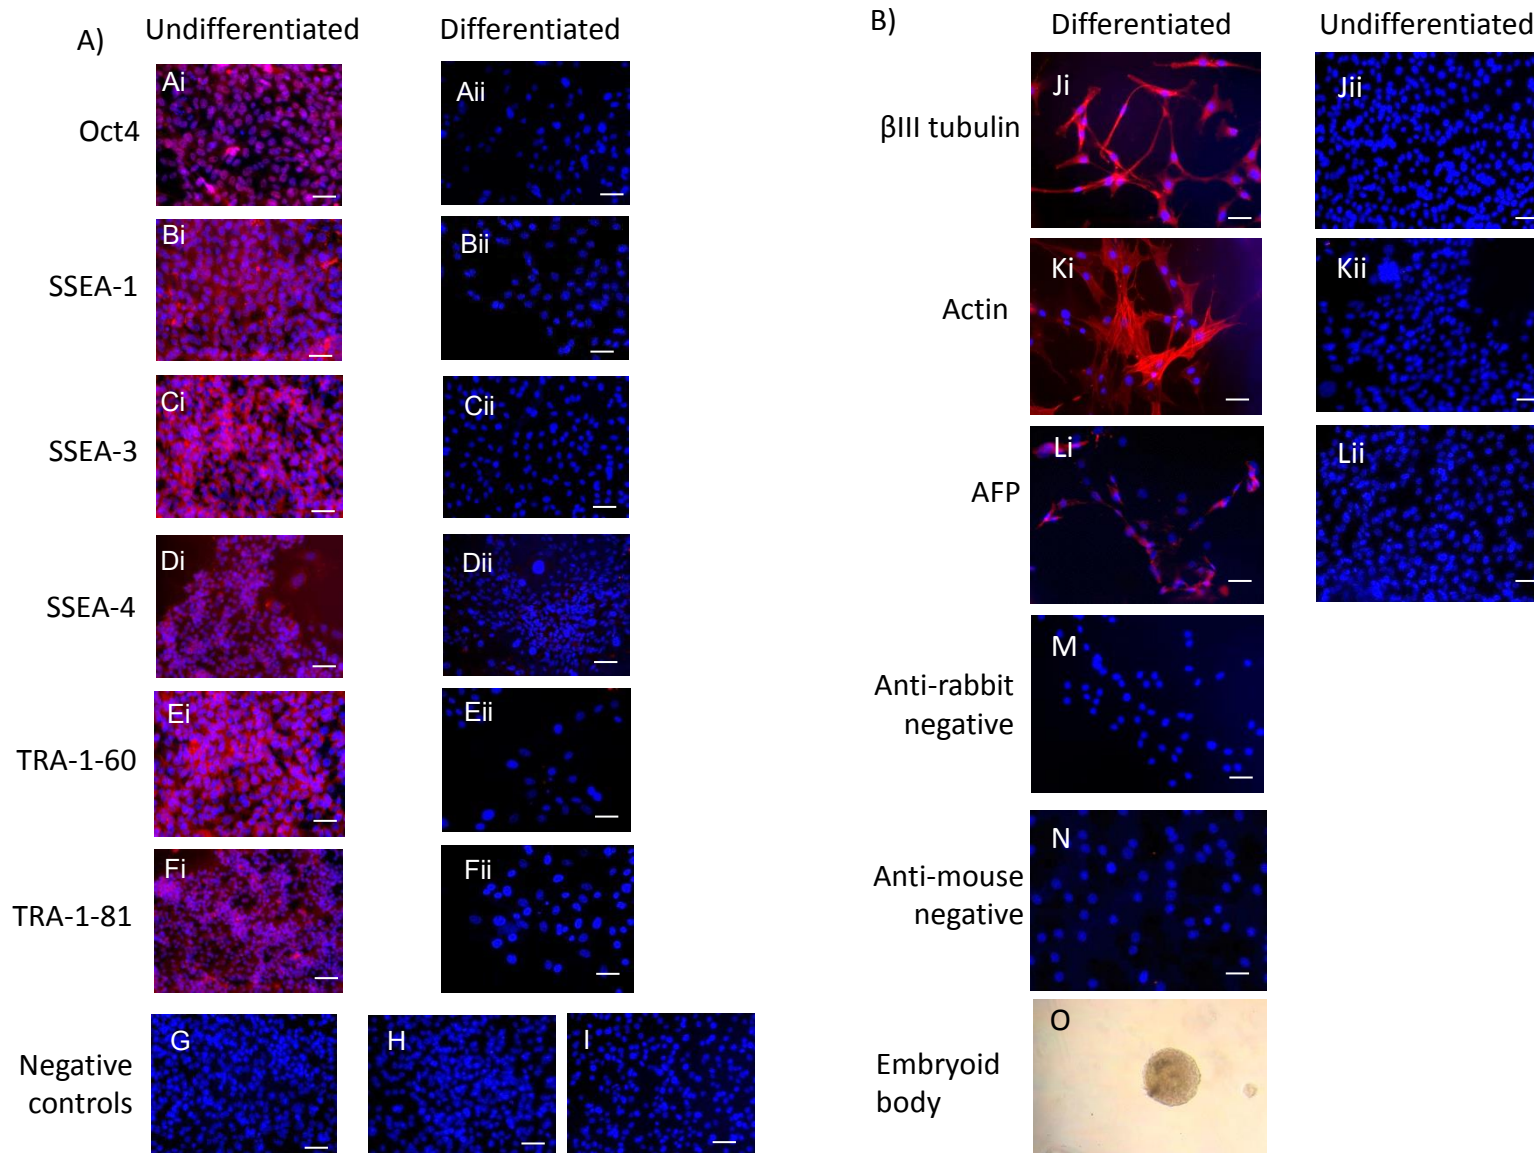 A)
Undifferentiated
Differentiated
Oct4
Ai
Aii
SSEA-1
Bi
Bii
SSEA-3
Ci
Cii
SSEA-4
Di
Dii
TRA-1-60
Ei
Eii
TRA-1-81
Fi
Fii
Negative
controls
G
H
I
B)
Differentiated
Undifferentiated
βIII tubulin
Ji
Jii
Actin
Ki
Kii
AFP
Li
Lii
Anti-rabbit
negative
M
Anti-mouse
negative
N
Embryoid
body
O